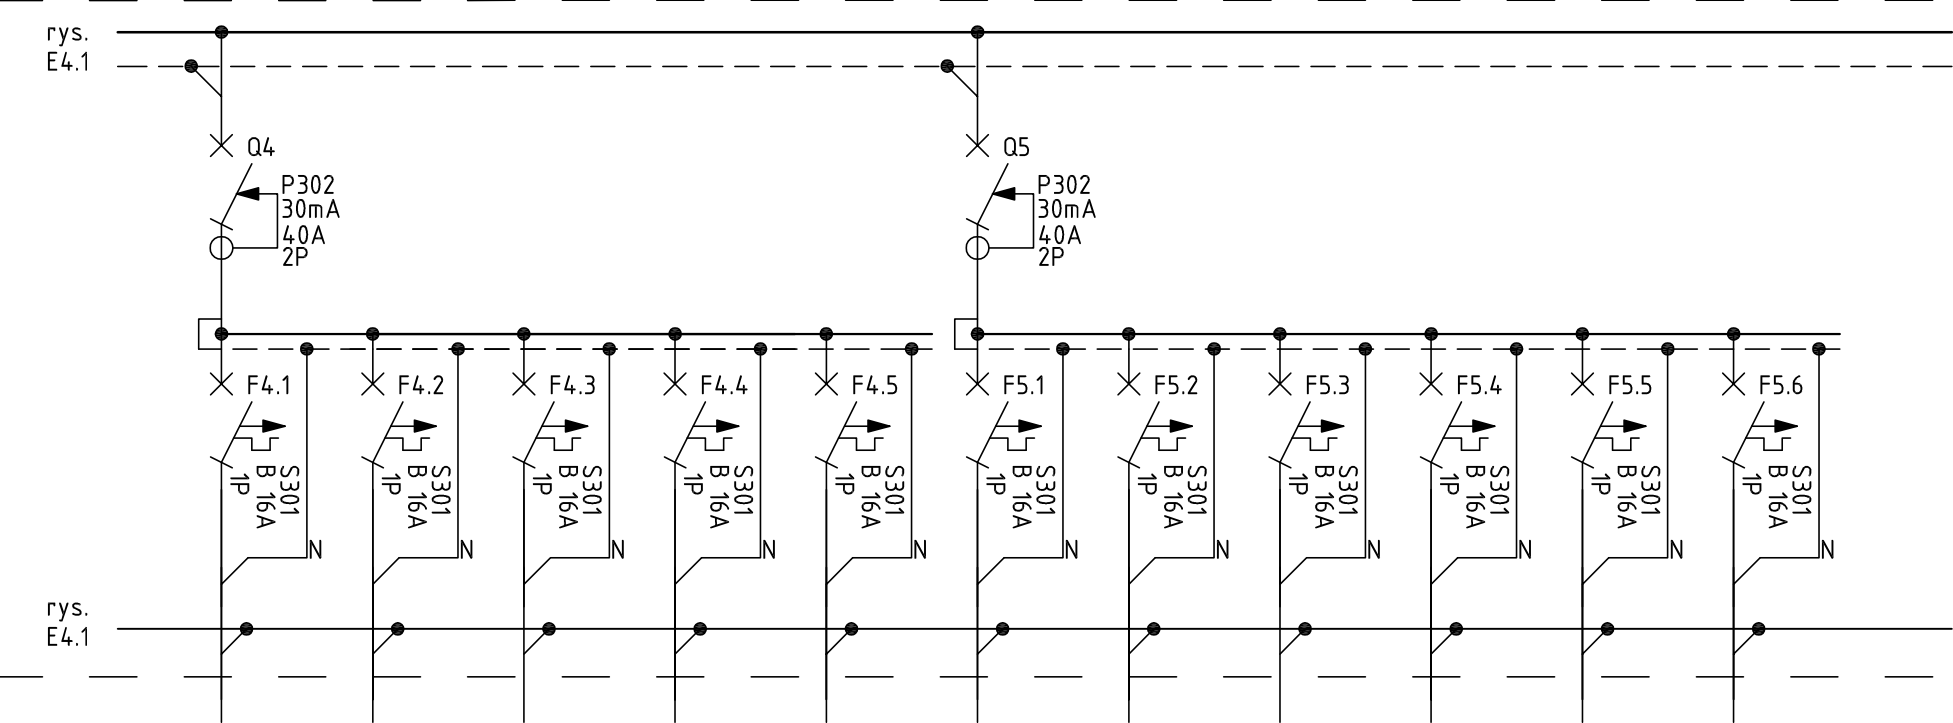 rys.
E4.1
Q4
P302
30mA
40A
2P
Q5
P302
30mA
40A
2P
F4.1
S301
B 16A
1P
N
F4.2
S301
B 16A
1P
N
F4.3
S301
B 16A
1P
N
F4.4
S301
B 16A
1P
N
F4.5
S301
B 16A
1P
N
F5.1
S301
B 16A
1P
N
F5.2
S301
B 16A
1P
N
F5.3
S301
B 16A
1P
N
F5.4
S301
B 16A
1P
N
F5.5
S301
B 16A
1P
N
F5.6
S301
B 16A
1P
N
rys.
E4.1